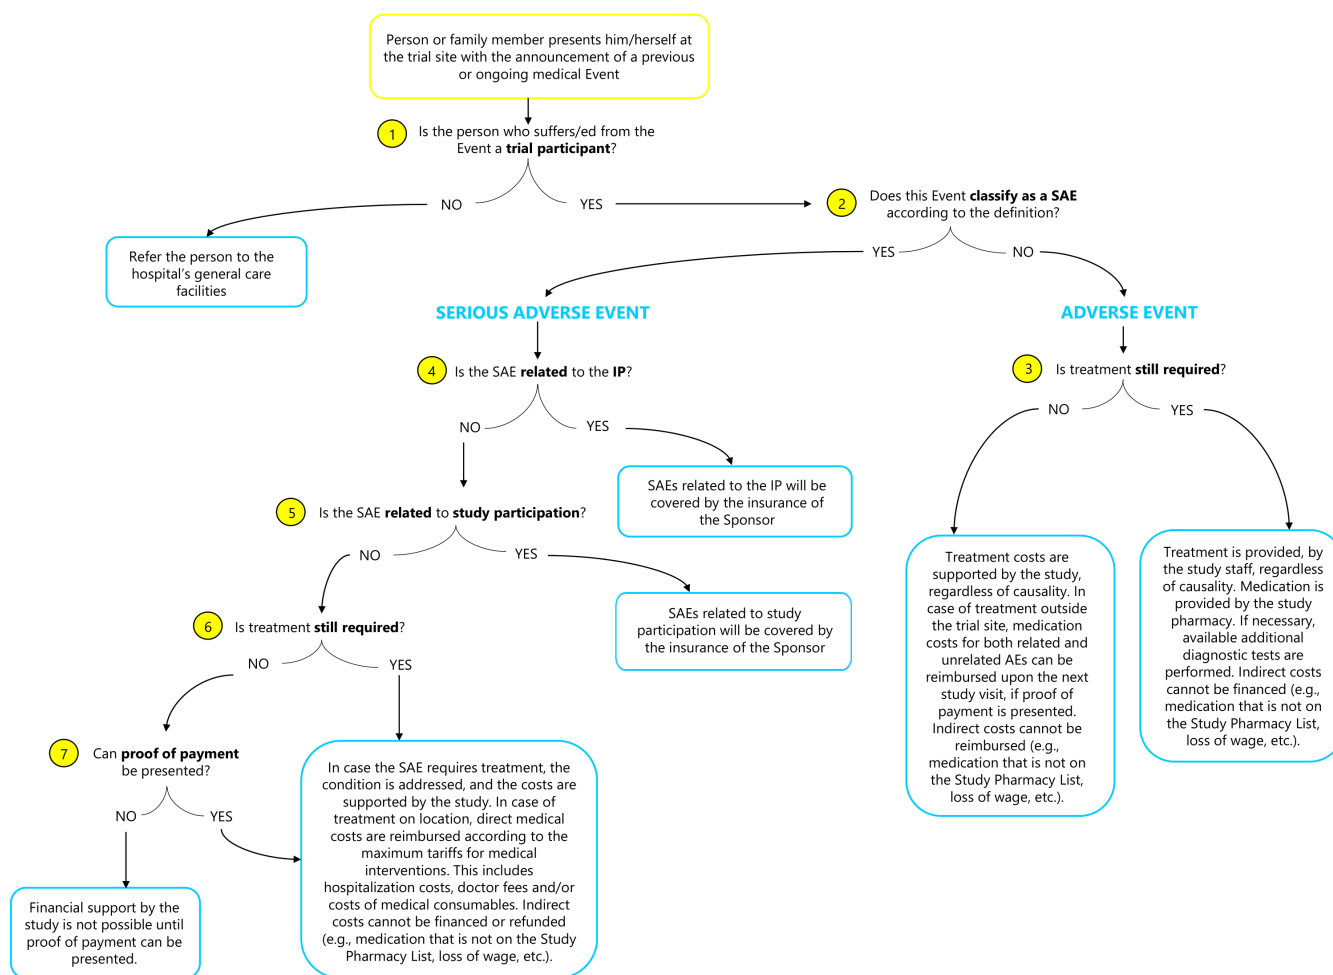 Person or family member presents him/herself at
the trial site with the announcement of a previous
or ongoing medical Event
1
Is the person who suffers/ed from the
Event a trial participant?
NO
YES
2
Does this Event classify as a SAE
according to the definition?
YES
NO
Refer the person to the
hospital's general care
facilities
SERIOUS ADVERSE EVENT
ADVERSE EVENT
4
Is the SAE related to the IP?
3
Is treatment still required?
NO
YES
NO
YES
SAEs related to the IP will be
covered by the insurance of
the Sponsor
5
Is the SAE related to study participation?
NO
YES
SAEs related to study
participation will be covered by
the insurance of the Sponsor
Treatment costs are
supported by the study,
regardless of causality. In
case of treatment outside
the trial site, medication
costs for both related and
unrelated AEs can be
reimbursed upon the next
study visit, if proof of
payment is presented.
Indirect costs cannot be
reimbursed (e.g.,
medication that is not on
the Study Pharmacy List,
loss of wage, etc.).
Treatment is provided, by
the study staff, regardless
of causality. Medication is
provided by the study
pharmacy. If necessary,
available additional
diagnostic tests are
performed. Indirect costs
cannot be financed (e.g.,
medication that is not on
the Study Pharmacy List,
loss of wage, etc.).
6
Is treatment still required?
NO
YES
7
Can proof of payment
be presented?
NO
YES
In case the SAE requires treatment, the
condition is addressed, and the costs are
supported by the study. In case of
treatment on location, direct medical
costs are reimbursed according to the
maximum tariffs for medical
interventions. This includes
hospitalization costs, doctor fees and/or
costs of medical consumables. Indirect
costs cannot be financed or refunded
(e.g., medication that is not on the Study
Pharmacy List, loss of wage, etc.).
Financial support by the
study is not possible until
proof of payment can be
presented.